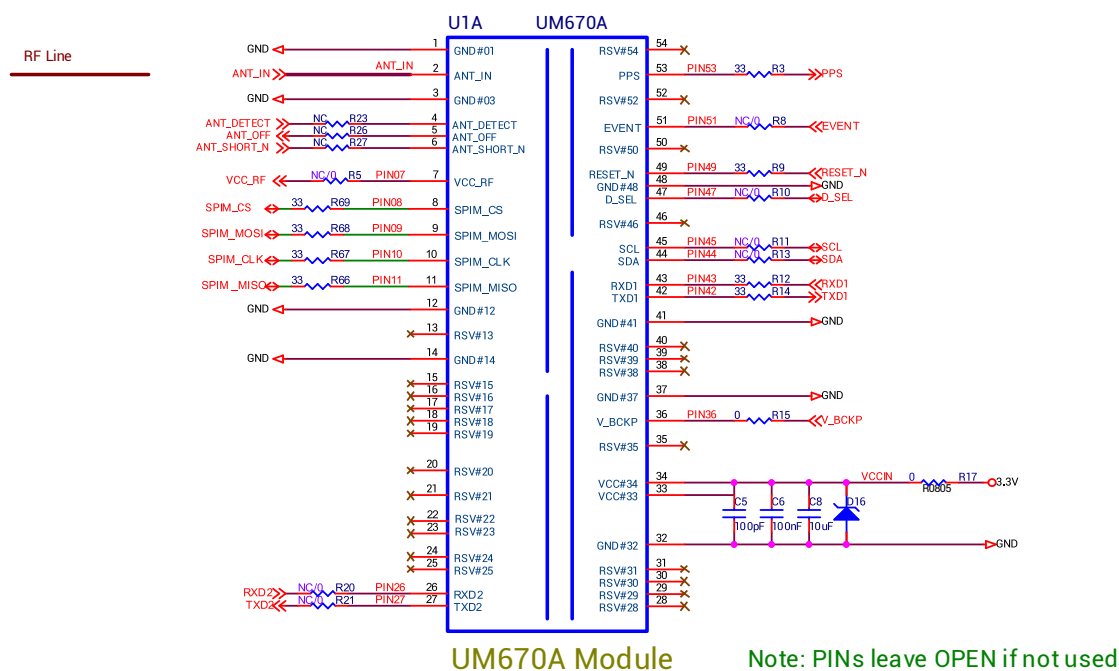 U1A UM670A
RF Line
GND 1 GND#01
ANT_IN ANT_IN 2 ANT_IN
GND 3 GND#03
ANT_DETECT NC R23 4 ANT_DETECT
ANT_OFF NC R26 5 ANT_OFF
ANT_SHORT_N NC R27 6 ANT_SHORT_N
VCC_RF NC/0 R5 PIN07 7 VCC_RF
SPIM_CS 33 R69 PIN08 8 SPIM_CS
SPIM_MOSI 33 R68 PIN09 9 SPIM_MOSI
SPIM_CLK 33 R67 PIN10 10 SPIM_CLK
SPIM_MISO 33 R66 PIN11 11 SPIM_MISO
GND 12 GND#12
13 RSV#13
GND 14 GND#14
15 RSV#15
16 RSV#16
17 RSV#17
18 RSV#18
19 RSV#19
20 RSV#20
21 RSV#21
22 RSV#22
23 RSV#23
24 RSV#24
25 RSV#25
RXD2 NC/0 R20 PIN26 26 RXD2
TXD2 NC/0 R21 PIN27 27 TXD2
RSV#54 54
PPS 53 PIN53 33 R3 PPS
RSV#52 52
EVENT 51 PIN51 NC/0 R8 EVENT
RSV#50 50
RESET_N 49 PIN49 33 R9 RESET_N
GND#48 48 GND
D_SEL 47 PIN47 NC/0 R10 D_SEL
RSV#46 46
SCL 45 PIN45 NC/0 R11 SCL
SDA 44 PIN44 NC/0 R13 SDA
RXD1 43 PIN43 33 R12 RXD1
TXD1 42 PIN42 33 R14 TXD1
GND#41 41 GND
RSV#40 40
RSV#39 39
RSV#38 38
GND#37 37 GND
V_BCKP 36 PIN36 0 R15 V_BCKP
RSV#35 35
VCC#34 34 VCCIN 0 R17 3.3V
R0805
VCC#33 33
C5 C6 C8 D16
100pF 100nF 10uF
GND#32 32 GND
RSV#31 31
RSV#30 30
RSV#29 29
RSV#28 28
UM670A Module
Note: PINs leave OPEN if not used